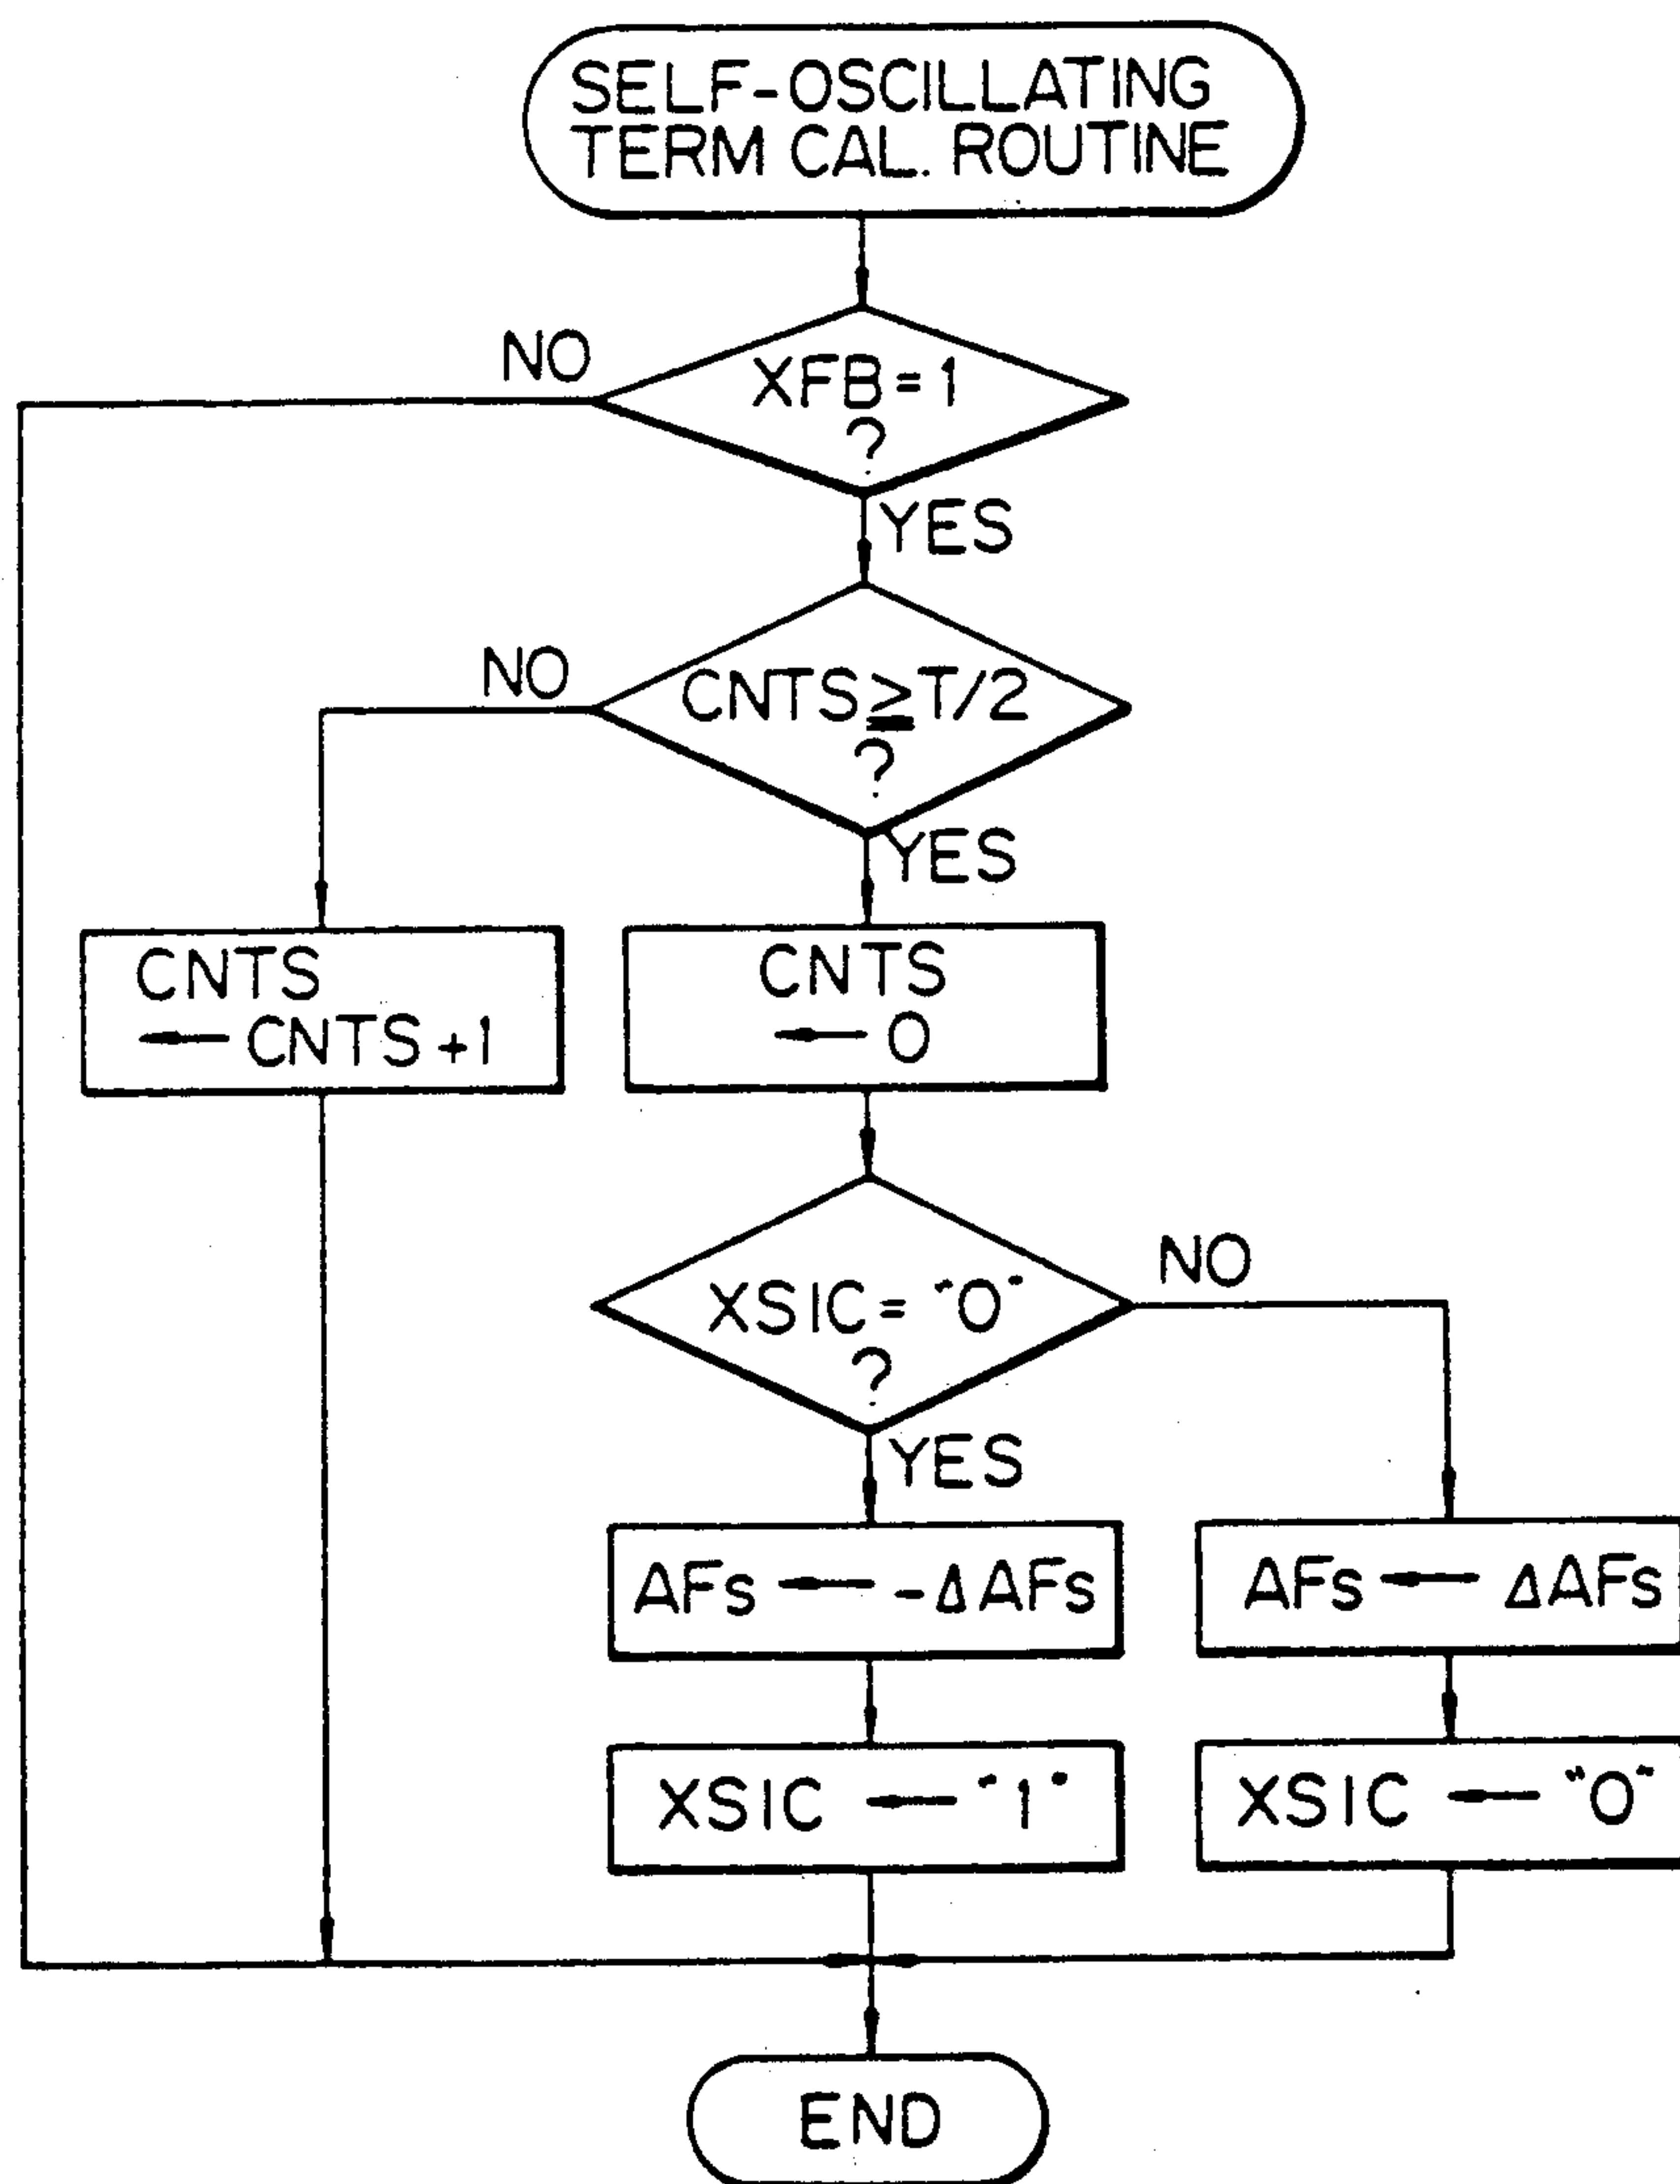 SELF-OSCILLATING
TERM CAL. ROUTINE
NO
XFB=1
?
YES
NO
CNTS≧T/2
?
YES
CNTS
← CNTS+1
CNTS
← 0
XSIC="0"
?
NO
YES
AFs ← -ΔAFs
AFs ← ΔAFs
XSIC ← "1"
XSIC ← "0"
END